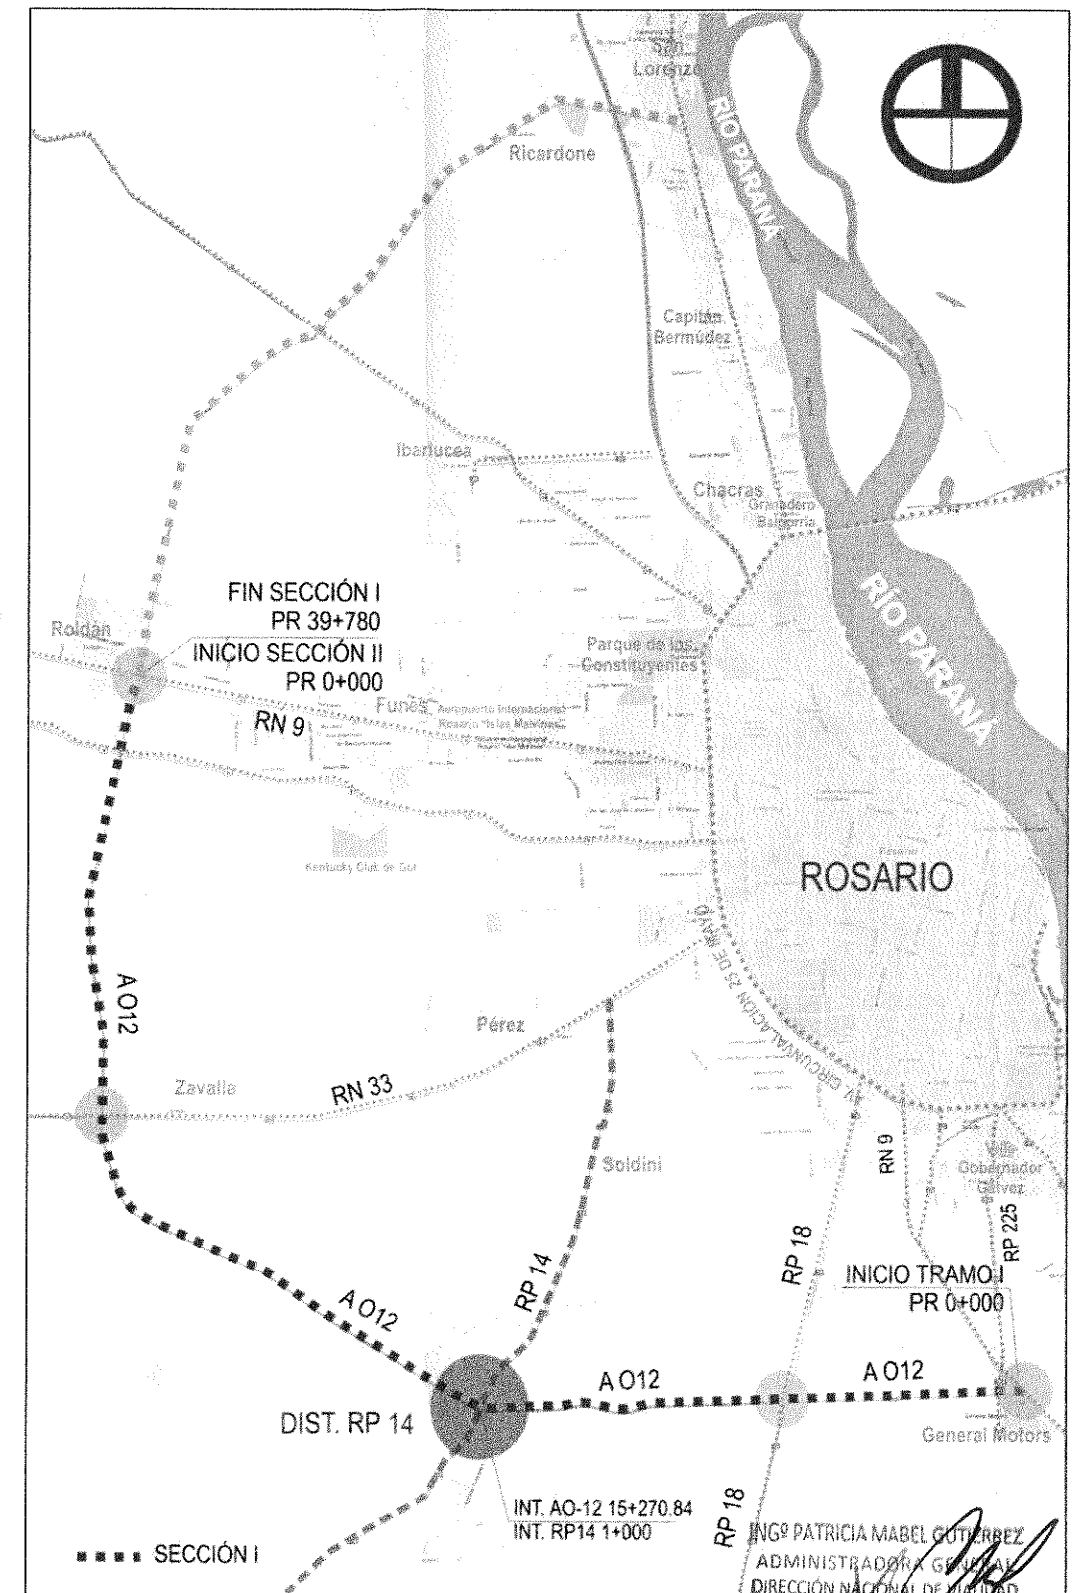 San
Lorenzo
RÍO PARANÁ
Ricardone
Capitán
Bermúdez
Ibarlucea
Chacras
Granadero
Baigorria
RÍO PARANÁ
FIN SECCIÓN I
PR 39+780
INICIO SECCIÓN II
PR 0+000
Roldán
Parque de los
Constituyentes
Funes
Aeropuerto Internacional
Rosario "Islas Malvinas"
RN 9
Kentucky Club de Gol
Rosario
ROSARIO
AV. CIRCUNVALACIÓN 25 DE MAYO
A O12
Pérez
Zavalla
RN 33
Soldini
RN 9
Villa
Gobernador
Gálvez
RP 225
RP 18
RP 14
INICIO TRAMO I
PR 0+000
A O12
A O12
A O12
DIST. RP 14
General Motors
INT. AO-12 15+270.84
INT. RP14 1+000
RP 18
SECCIÓN I
INGº PATRICIA MABEL GUTIERREZ
ADMINISTRADORA GENERAL
DIRECCIÓN NACIONAL DE VIALIDAD